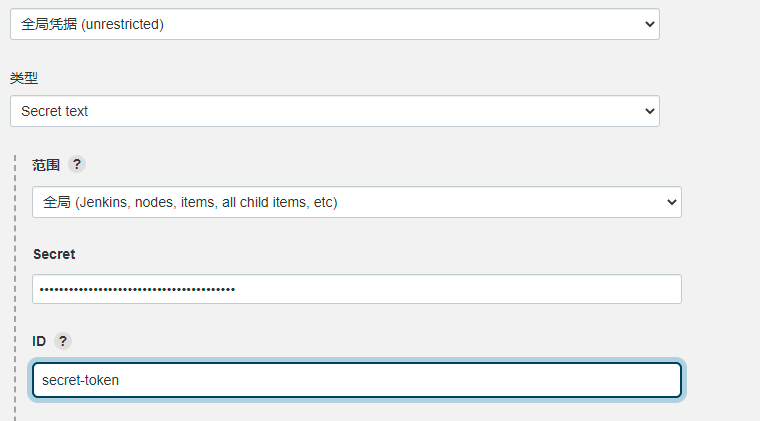 全局凭据 (unrestricted)
类型
Secret text
范围 ?
全局 (Jenkins, nodes, items, all child items, etc)
Secret
••••••••••••••••••••••••••••••••••••••••
ID ?
secret-token